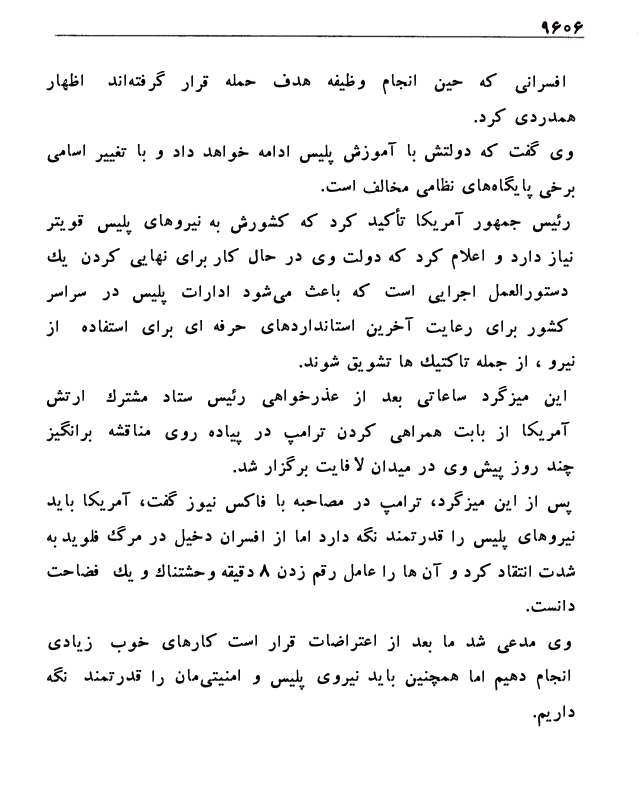 ۹۶۰۶
افسرانی که حین انجام وظیفه هدف حمله قرار گرفته‌اند اظهار
همدردی کرد.
وی گفت که دولتش با آموزش پلیس ادامه خواهد داد و با تغییر اسامی
برخی پایگاه‌های نظامی مخالف است.
رئیس جمهور آمریکا تأکید کرد که کشورش به نیروهای پلیس قویتر
نیاز دارد و اعلام کرد که دولت وی در حال کار برای نهایی کردن یك
دستورالعمل اجرایی است که باعث می‌شود ادارات پلیس در سراسر
کشور برای رعایت آخرین استانداردهای حرفه ای برای استفاده از
نیرو ، از جمله تاکتیك ها تشویق شوند.
این میزگرد ساعاتی بعد از عذرخواهی رئیس ستاد مشترك ارتش
آمریکا از بابت همراهی کردن ترامپ در پیاده روی مناقشه برانگیز
چند روز پیش وی در میدان لافایت برگزار شد.
پس از این میزگرد، ترامپ در مصاحبه با فاکس نیوز گفت، آمریکا باید
نیروهای پلیس را قدرتمند نگه دارد اما از افسران دخیل در مرگ فلوید به
شدت انتقاد کرد و آن ها را عامل رقم زدن ۸ دقیقه وحشتناك و یك فضاحت
دانست.
وی مدعی شد ما بعد از اعتراضات قرار است کارهای خوب زیادی
انجام دهیم اما همچنین باید نیروی پلیس و امنیتی‌مان را قدرتمند نگه
داریم.